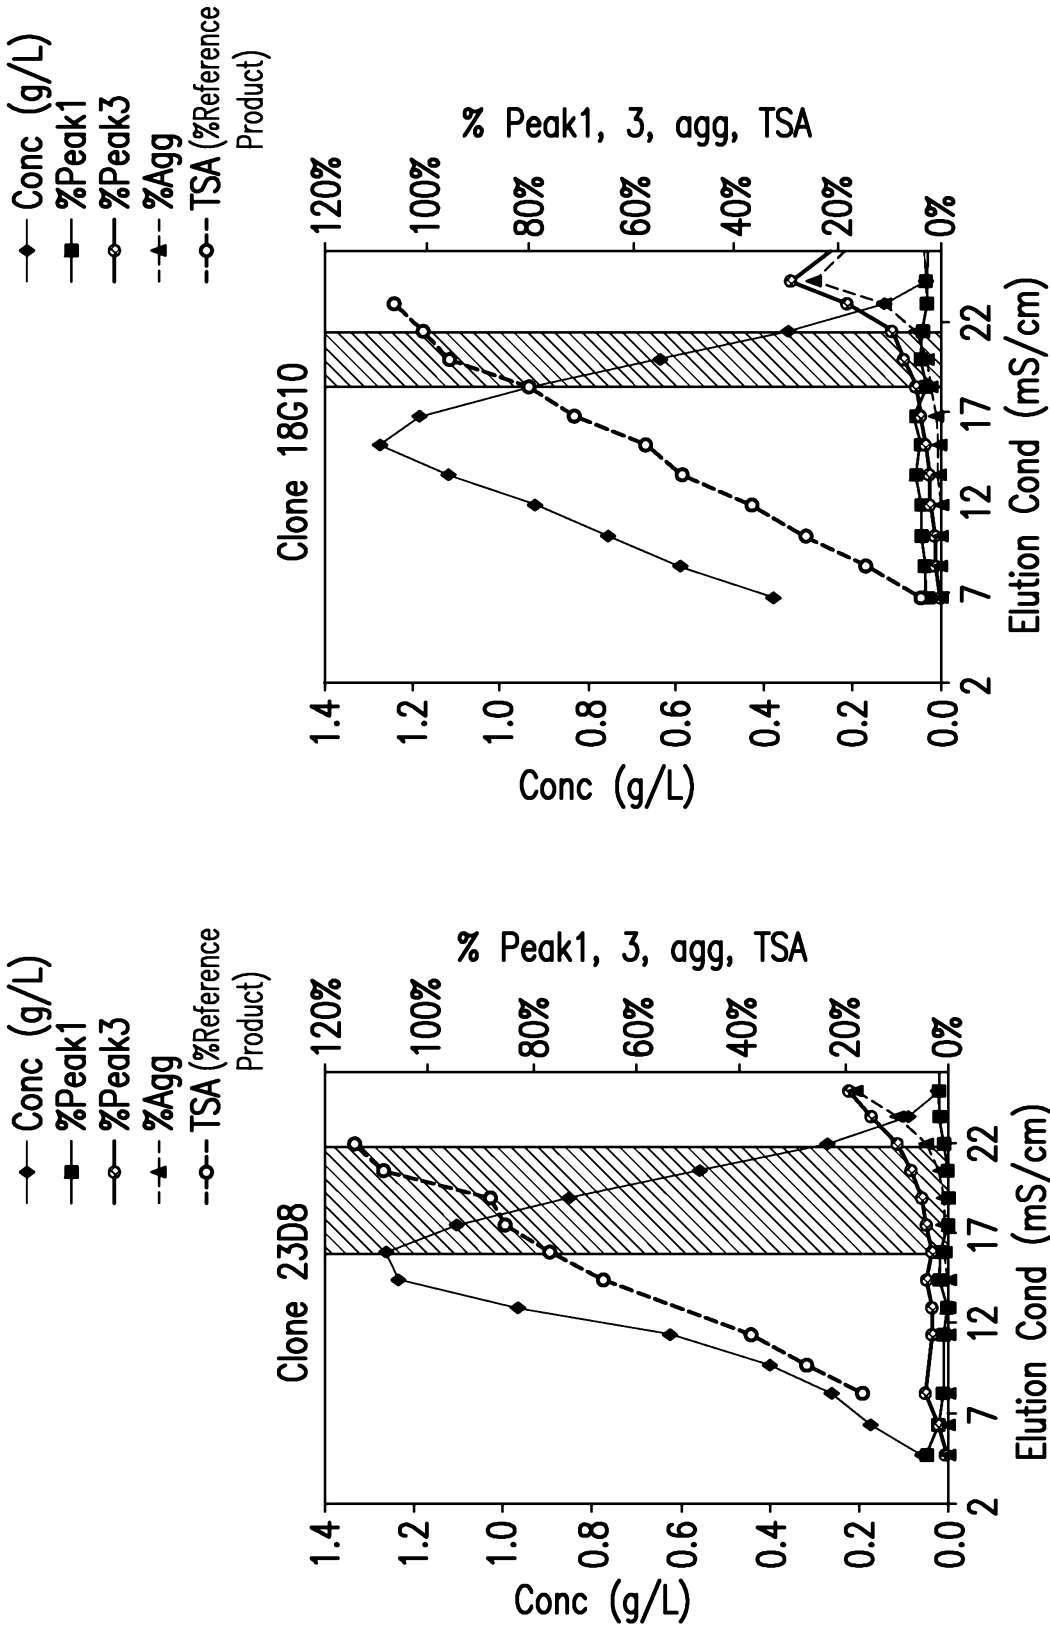 Clone 23D8
Conc (g/L)
1.4
1.2
1.0
0.8
0.6
0.4
0.2
0.0
2
7
12
17
22
Elution Cond (mS/cm)
120%
100%
80%
60%
40%
20%
0%
% Peak1, 3, agg, TSA
Conc (g/L)
%Peak1
%Peak3
%Agg
TSA (%Reference
Product)
Clone 18G10
Conc (g/L)
1.4
1.2
1.0
0.8
0.6
0.4
0.2
0.0
2
7
12
17
22
Elution Cond (mS/cm)
120%
100%
80%
60%
40%
20%
0%
% Peak1, 3, agg, TSA
Conc (g/L)
%Peak1
%Peak3
%Agg
TSA (%Reference
Product)